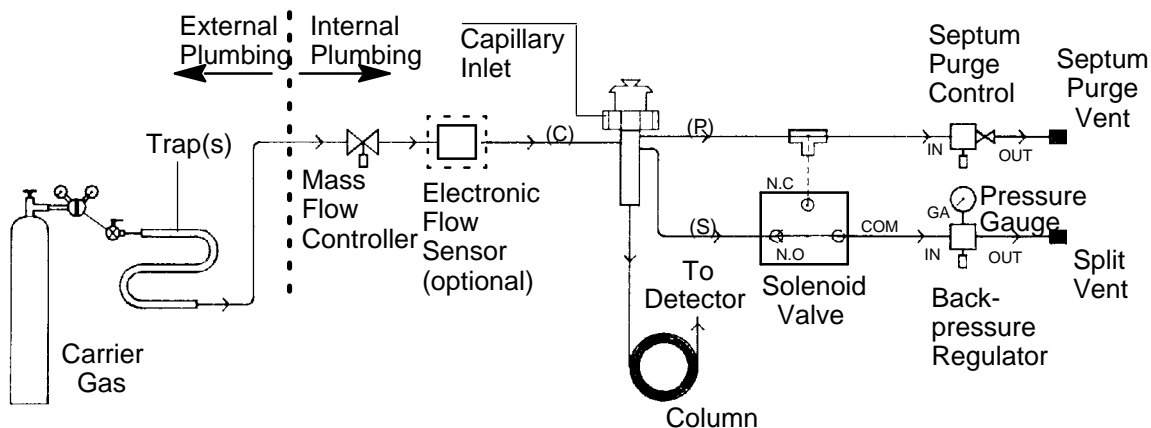 External
Plumbing
Internal
Plumbing
Capillary
Inlet
Septum
Purge
Control
Septum
Purge
Vent
Trap(s)
(C)
(P)
IN
OUT
Mass
Flow
Controller
Electronic
Flow
Sensor
(optional)
N.C
N.O
(S)
COM
GA
Pressure
Gauge
IN
OUT
Split
Vent
To
Detector
Solenoid
Valve
Back-
pressure
Regulator
Carrier
Gas
Column